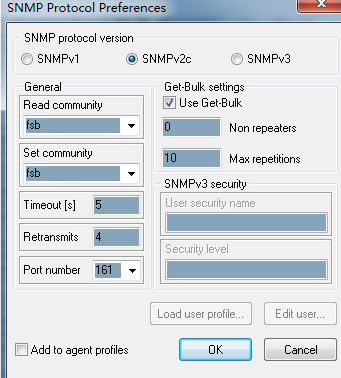 SNMP Protocol Preferences
SNMP protocol version
SNMPv1 SNMPv2c SNMPv3
General
Read community
fsb
Set community
fsb
Timeout [s] 5
Retransmits 4
Port number 161
Get-Bulk settings
Use Get-Bulk
0 Non repeaters
10 Max repetitions
SNMPv3 security
User security name
Security level
Load user profile... Edit user...
Add to agent profiles OK Cancel